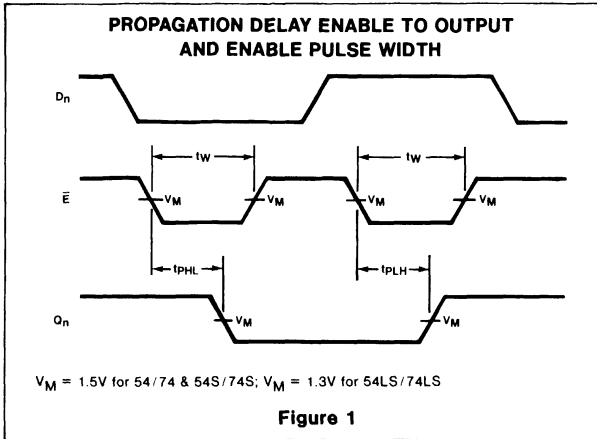 PROPAGATION DELAY ENABLE TO OUTPUT
AND ENABLE PULSE WIDTH
Dn
tW tW
Ē VM VM VM VM
tPHL tPLH
Qn VM VM
VM = 1.5V for 54/74 & 54S/74S; VM = 1.3V for 54LS/74LS
Figure 1